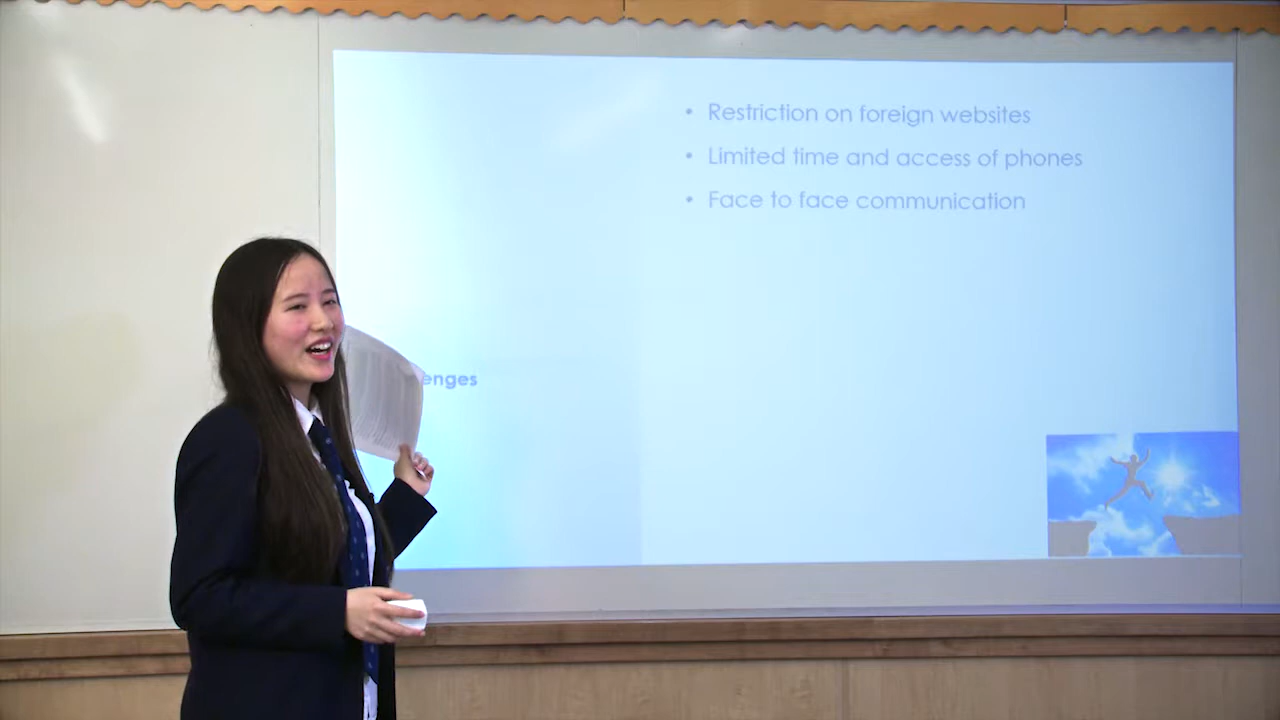 • Restriction on foreign websites
• Limited time and access of phones
• Face to face communication
enges